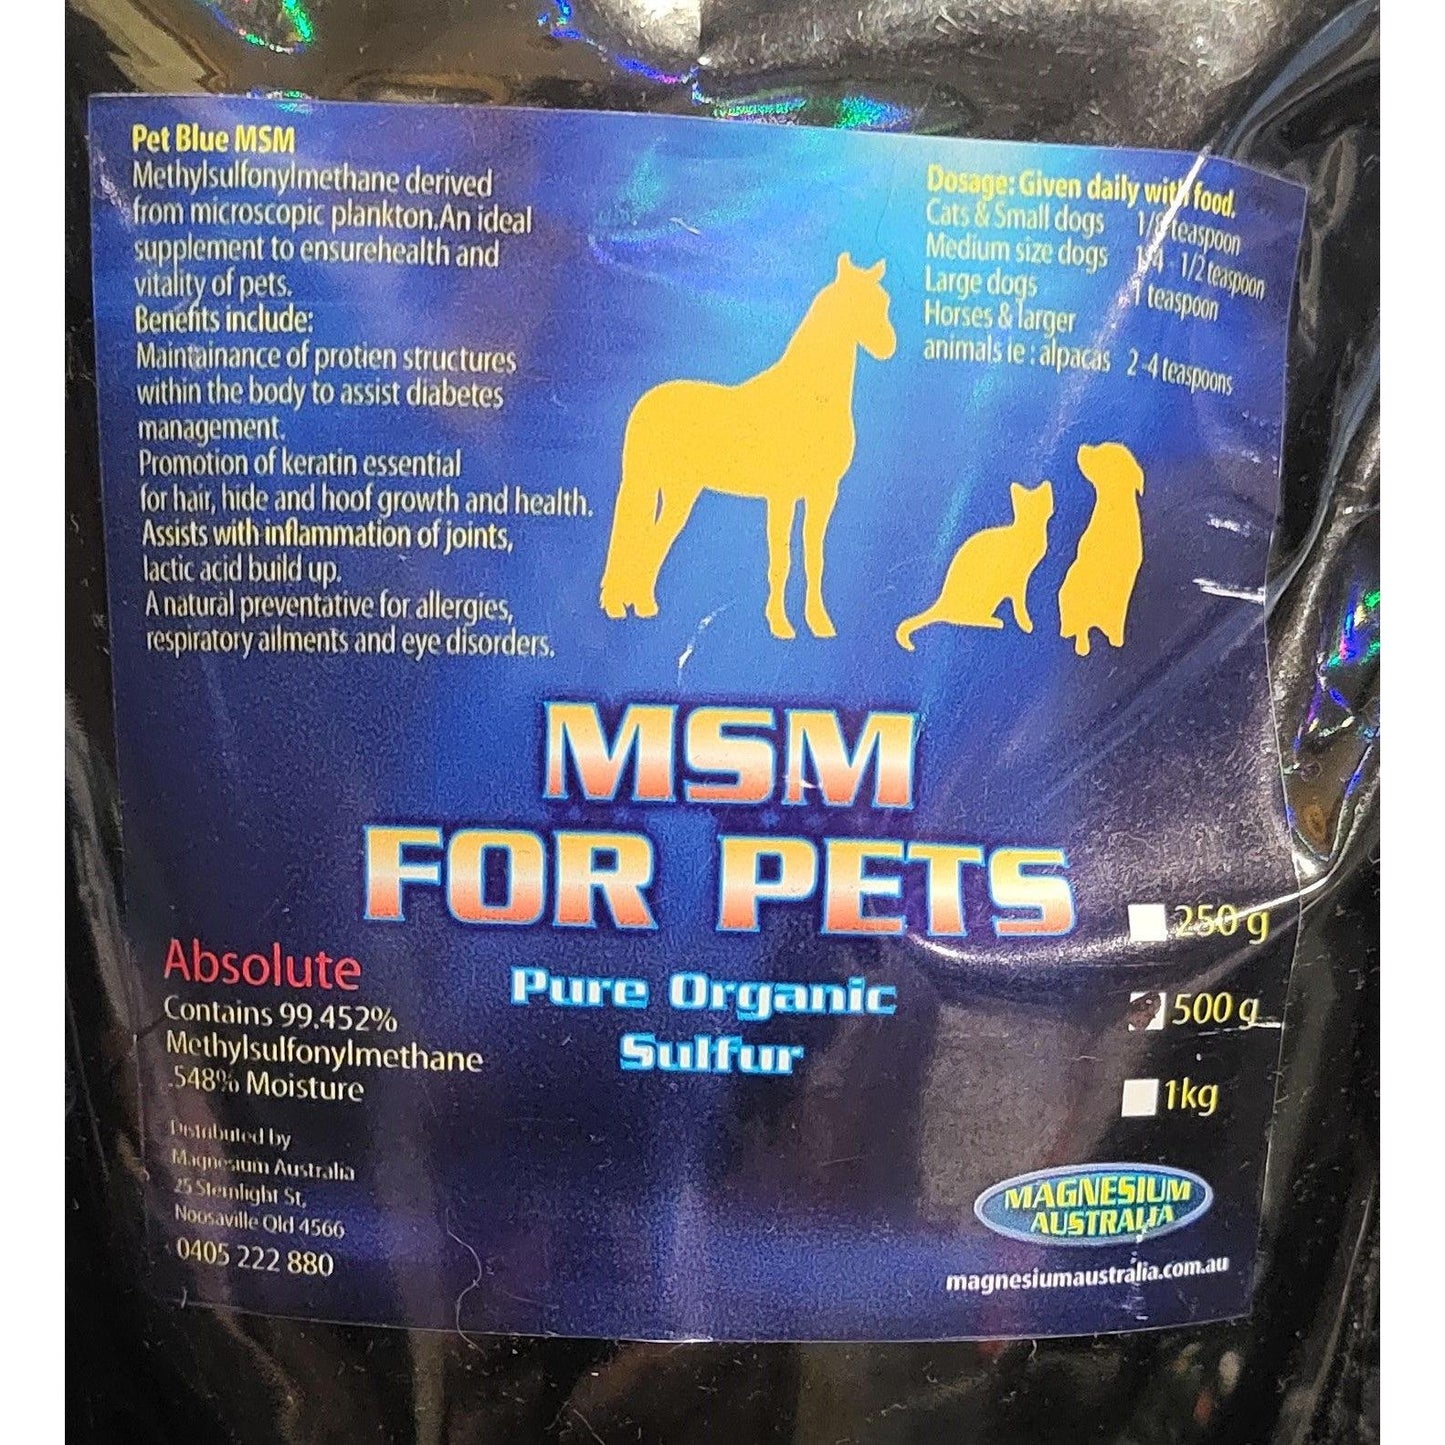 Pet Blue MSM
Methylsulfonylmethane derived
from microscopic plankton.An ideal
supplement to ensurehealth and
vitality of pets.
Benefits include:
Maintainance of protien structures
within the body to assist diabetes
management.
Promotion of keratin essential
for hair, hide and hoof growth and health.
Assists with inflammation of joints,
lactic acid build up.
A natural preventative for allergies,
respiratory ailments and eye disorders.
Dosage: Given daily with food.
Cats & Small dogs 1/8 teaspoon
Medium size dogs 1/4 - 1/2 teaspoon
Large dogs 1 teaspoon
Horses & larger
animals ie : alpacas 2-4 teaspoons
MSM
FOR PETS
Pure Organic
Sulfur
250 g
500 g
1kg
Absolute
Contains 99.452%
Methylsulfonylmethane
.548% Moisture
Distributed by
Magnesium Australia
25 St,
Noosaville Qld 4566
0405 222 880
MAGNESIUM
AUSTRALIA
magnesiumaustralia.com.au